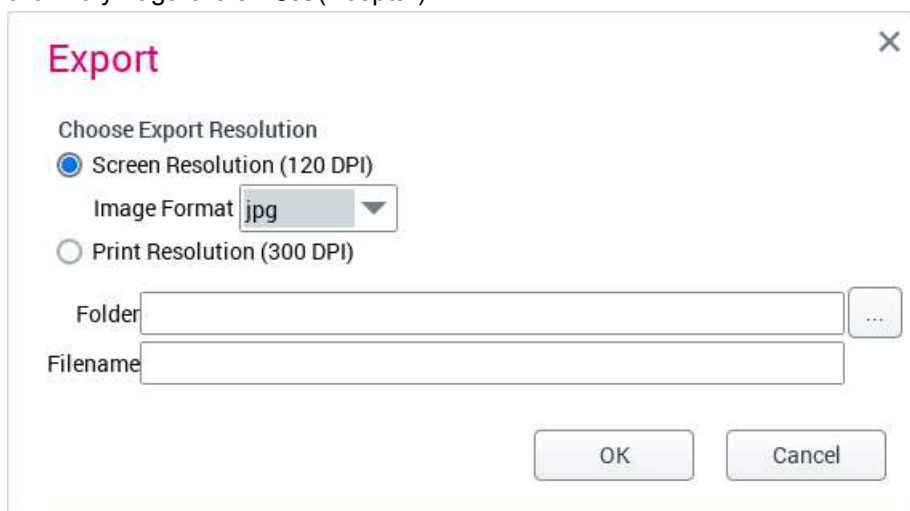 Export
Choose Export Resolution
Screen Resolution (120 DPI)
Image Format jpg
Print Resolution (300 DPI)
Folder ...
Filename
OK Cancel